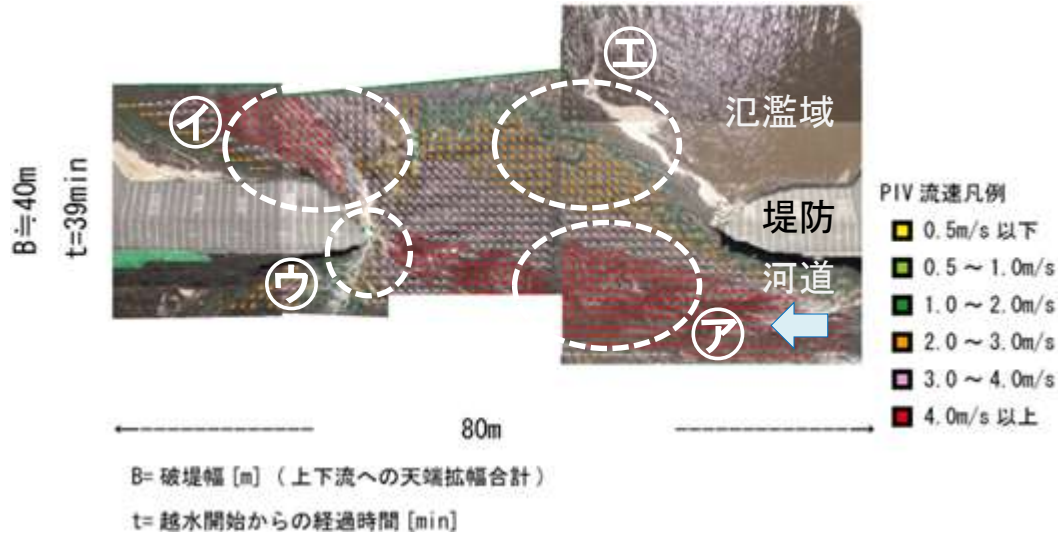 エ
氾濫域
イ
B≒40m
t=39min
堤防
ウ
河道
ア
PIV 流速凡例
0.5m/s 以下
0.5 ～ 1.0m/s
1.0 ～ 2.0m/s
2.0 ～ 3.0m/s
3.0 ～ 4.0m/s
4.0m/s 以上
80m
B= 破堤幅 [m] ( 上下流への天端拡幅合計 )
t= 越水開始からの経過時間 [min]